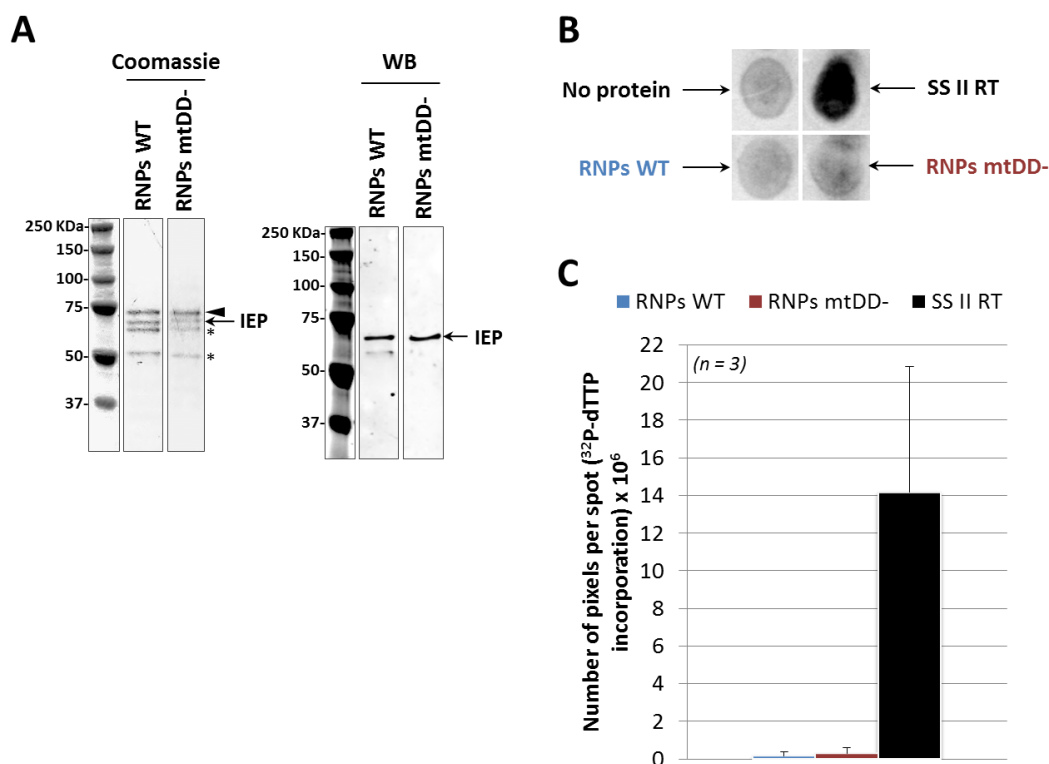 A
Coomassie
RNPs WT
RNPs mtDD-
250 KDa-
150-
100-
75-
50-
37-
IEP
*
*
WB
RNPs WT
RNPs mtDD-
250 KDa-
150-
100-
75-
50-
37-
IEP
B
No protein
SS II RT
RNPs WT
RNPs mtDD-
C
RNPs WT RNPs mtDD- SS II RT
(n = 3)
Number of pixels per spot (³²P-dTTP
incorporation) x 10⁶
22
20
18
16
14
12
10
8
6
4
2
0